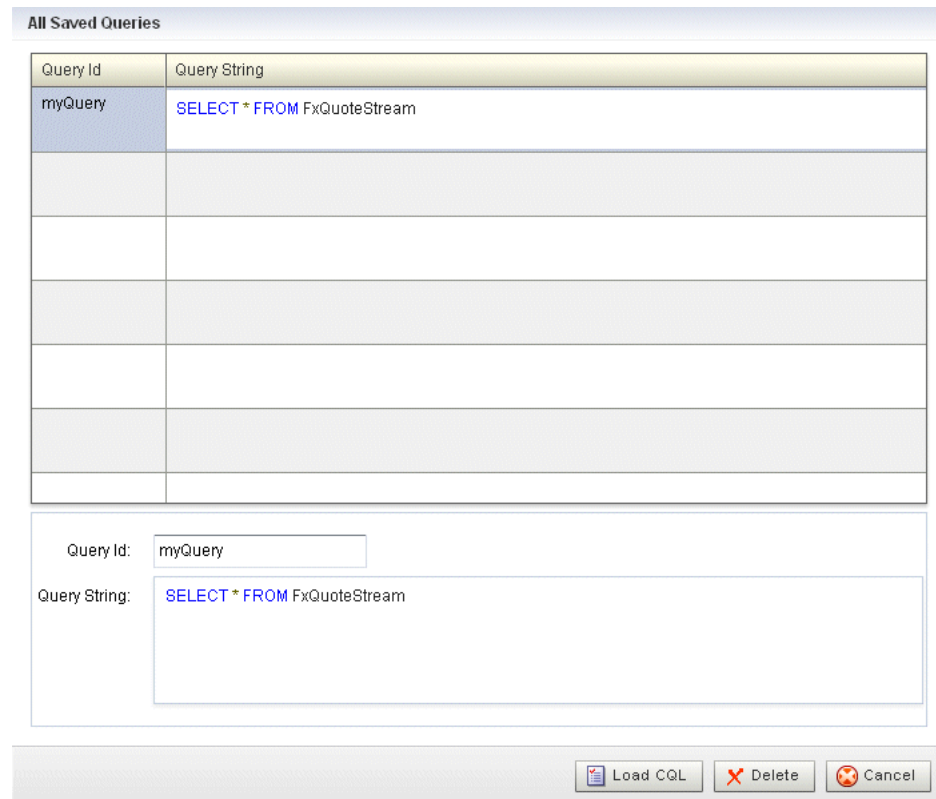 All Saved Queries
Query Id Query String
myQuery SELECT * FROM FxQuoteStream
Query Id: myQuery
Query String: SELECT * FROM FxQuoteStream
Load CQL Delete Cancel